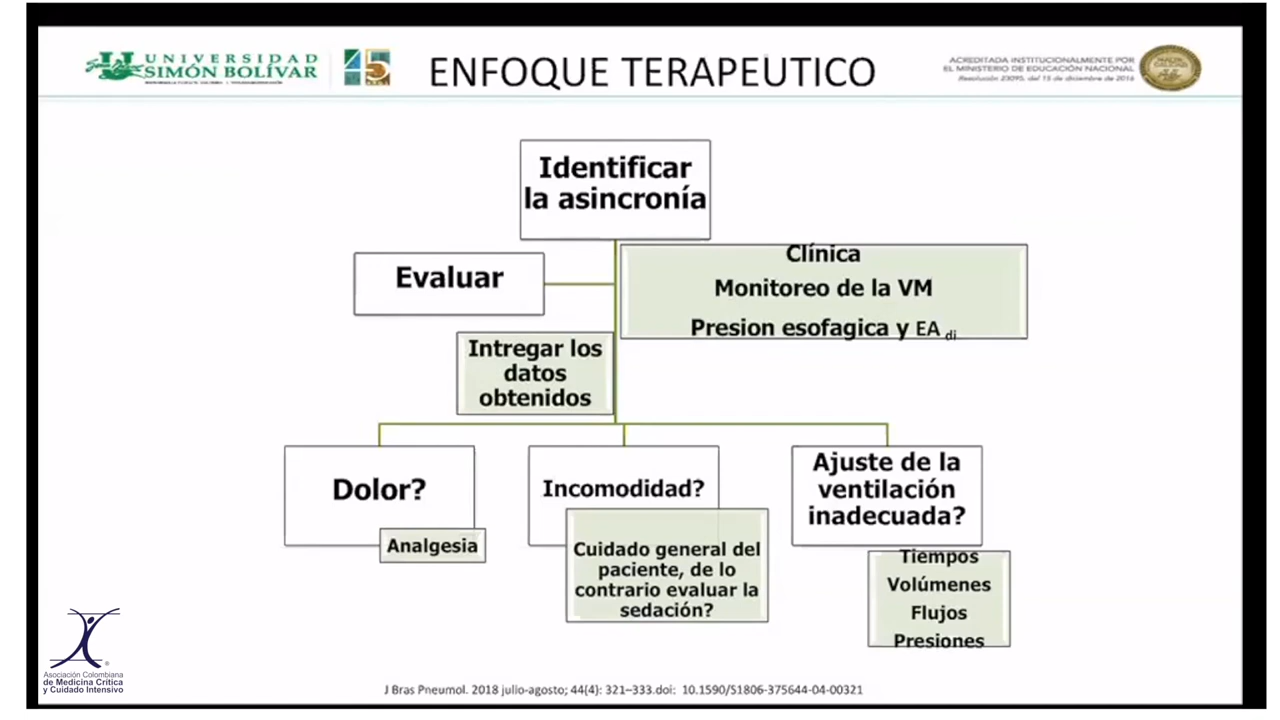 UNIVERSIDAD
SIMÓN BOLÍVAR
45
ENFOQUE TERAPEUTICO
ACREDITADA INSTITUCIONALMENTE POR
EL MINISTERIO DE EDUCACIÓN NACIONAL
Resolución 23095, del 15 de diciembre de 2016
Identificar
la asincronía
Evaluar
Clínica
Monitoreo de la VM
Presion esofagica y EA di
Intregar los
datos
obtenidos
Dolor?
Analgesia
Incomodidad?
Cuidado general del
paciente, de lo
contrario evaluar la
sedación?
Ajuste de la
ventilación
inadecuada?
Tiempos
Volúmenes
Flujos
Presiones
Asociación Colombiana
de Medicina Crítica
y Cuidado Intensivo
J Bras Pneumol. 2018 julio-agosto; 44(4): 321–333.doi: 10.1590/S1806-375644-04-00321